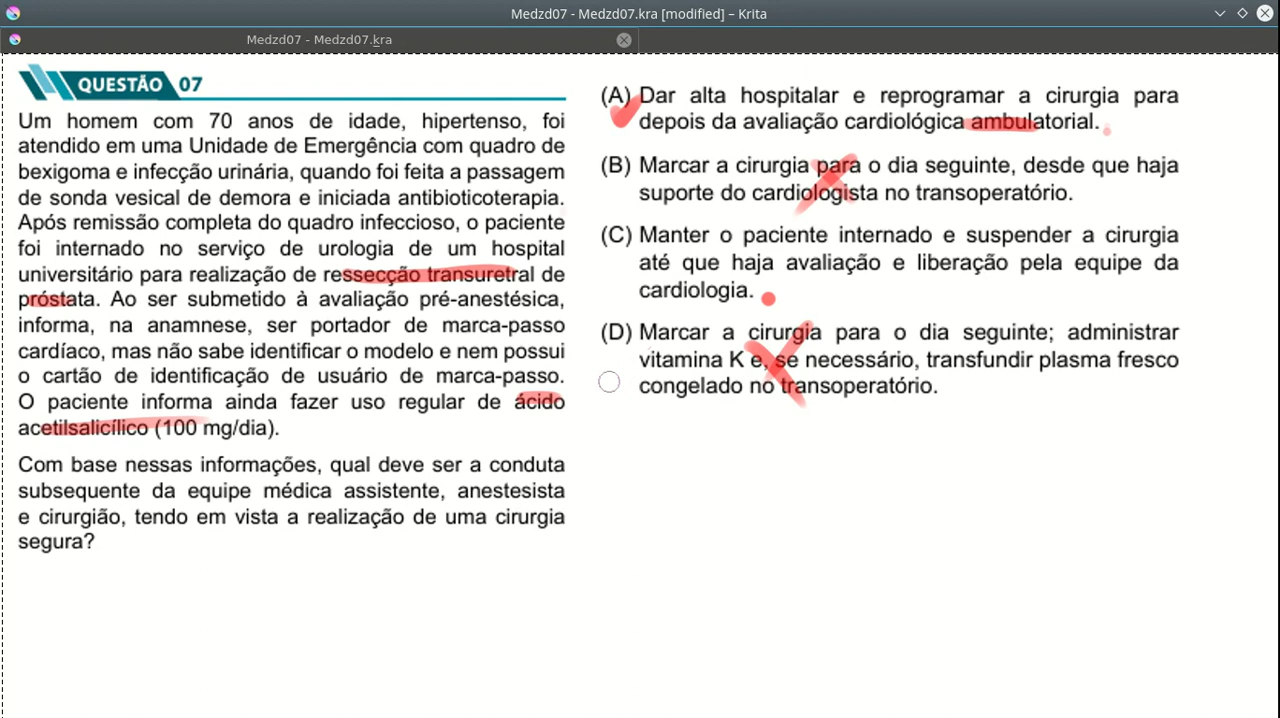 Medzd07 - Medzd07.kra [modified] – Krita
Medzd07 - Medzd07.kra
QUESTÃO 07
Um homem com 70 anos de idade, hipertenso, foi
atendido em uma Unidade de Emergência com quadro de
bexigoma e infecção urinária, quando foi feita a passagem
de sonda vesical de demora e iniciada antibioticoterapia.
Após remissão completa do quadro infeccioso, o paciente
foi internado no serviço de urologia de um hospital
universitário para realização de ressecção transuretral de
próstata. Ao ser submetido à avaliação pré-anestésica,
informa, na anamnese, ser portador de marca-passo
cardíaco, mas não sabe identificar o modelo e nem possui
o cartão de identificação de usuário de marca-passo.
O paciente informa ainda fazer uso regular de ácido
acetilsalicílico (100 mg/dia).
Com base nessas informações, qual deve ser a conduta
subsequente da equipe médica assistente, anestesista
e cirurgião, tendo em vista a realização de uma cirurgia
segura?
(A) Dar alta hospitalar e reprogramar a cirurgia para
depois da avaliação cardiológica ambulatorial.
(B) Marcar a cirurgia para o dia seguinte, desde que haja
suporte do cardiologista no transoperatório.
(C) Manter o paciente internado e suspender a cirurgia
até que haja avaliação e liberação pela equipe da
cardiologia.
(D) Marcar a cirurgia para o dia seguinte; administrar
vitamina K e, se necessário, transfundir plasma fresco
congelado no transoperatório.